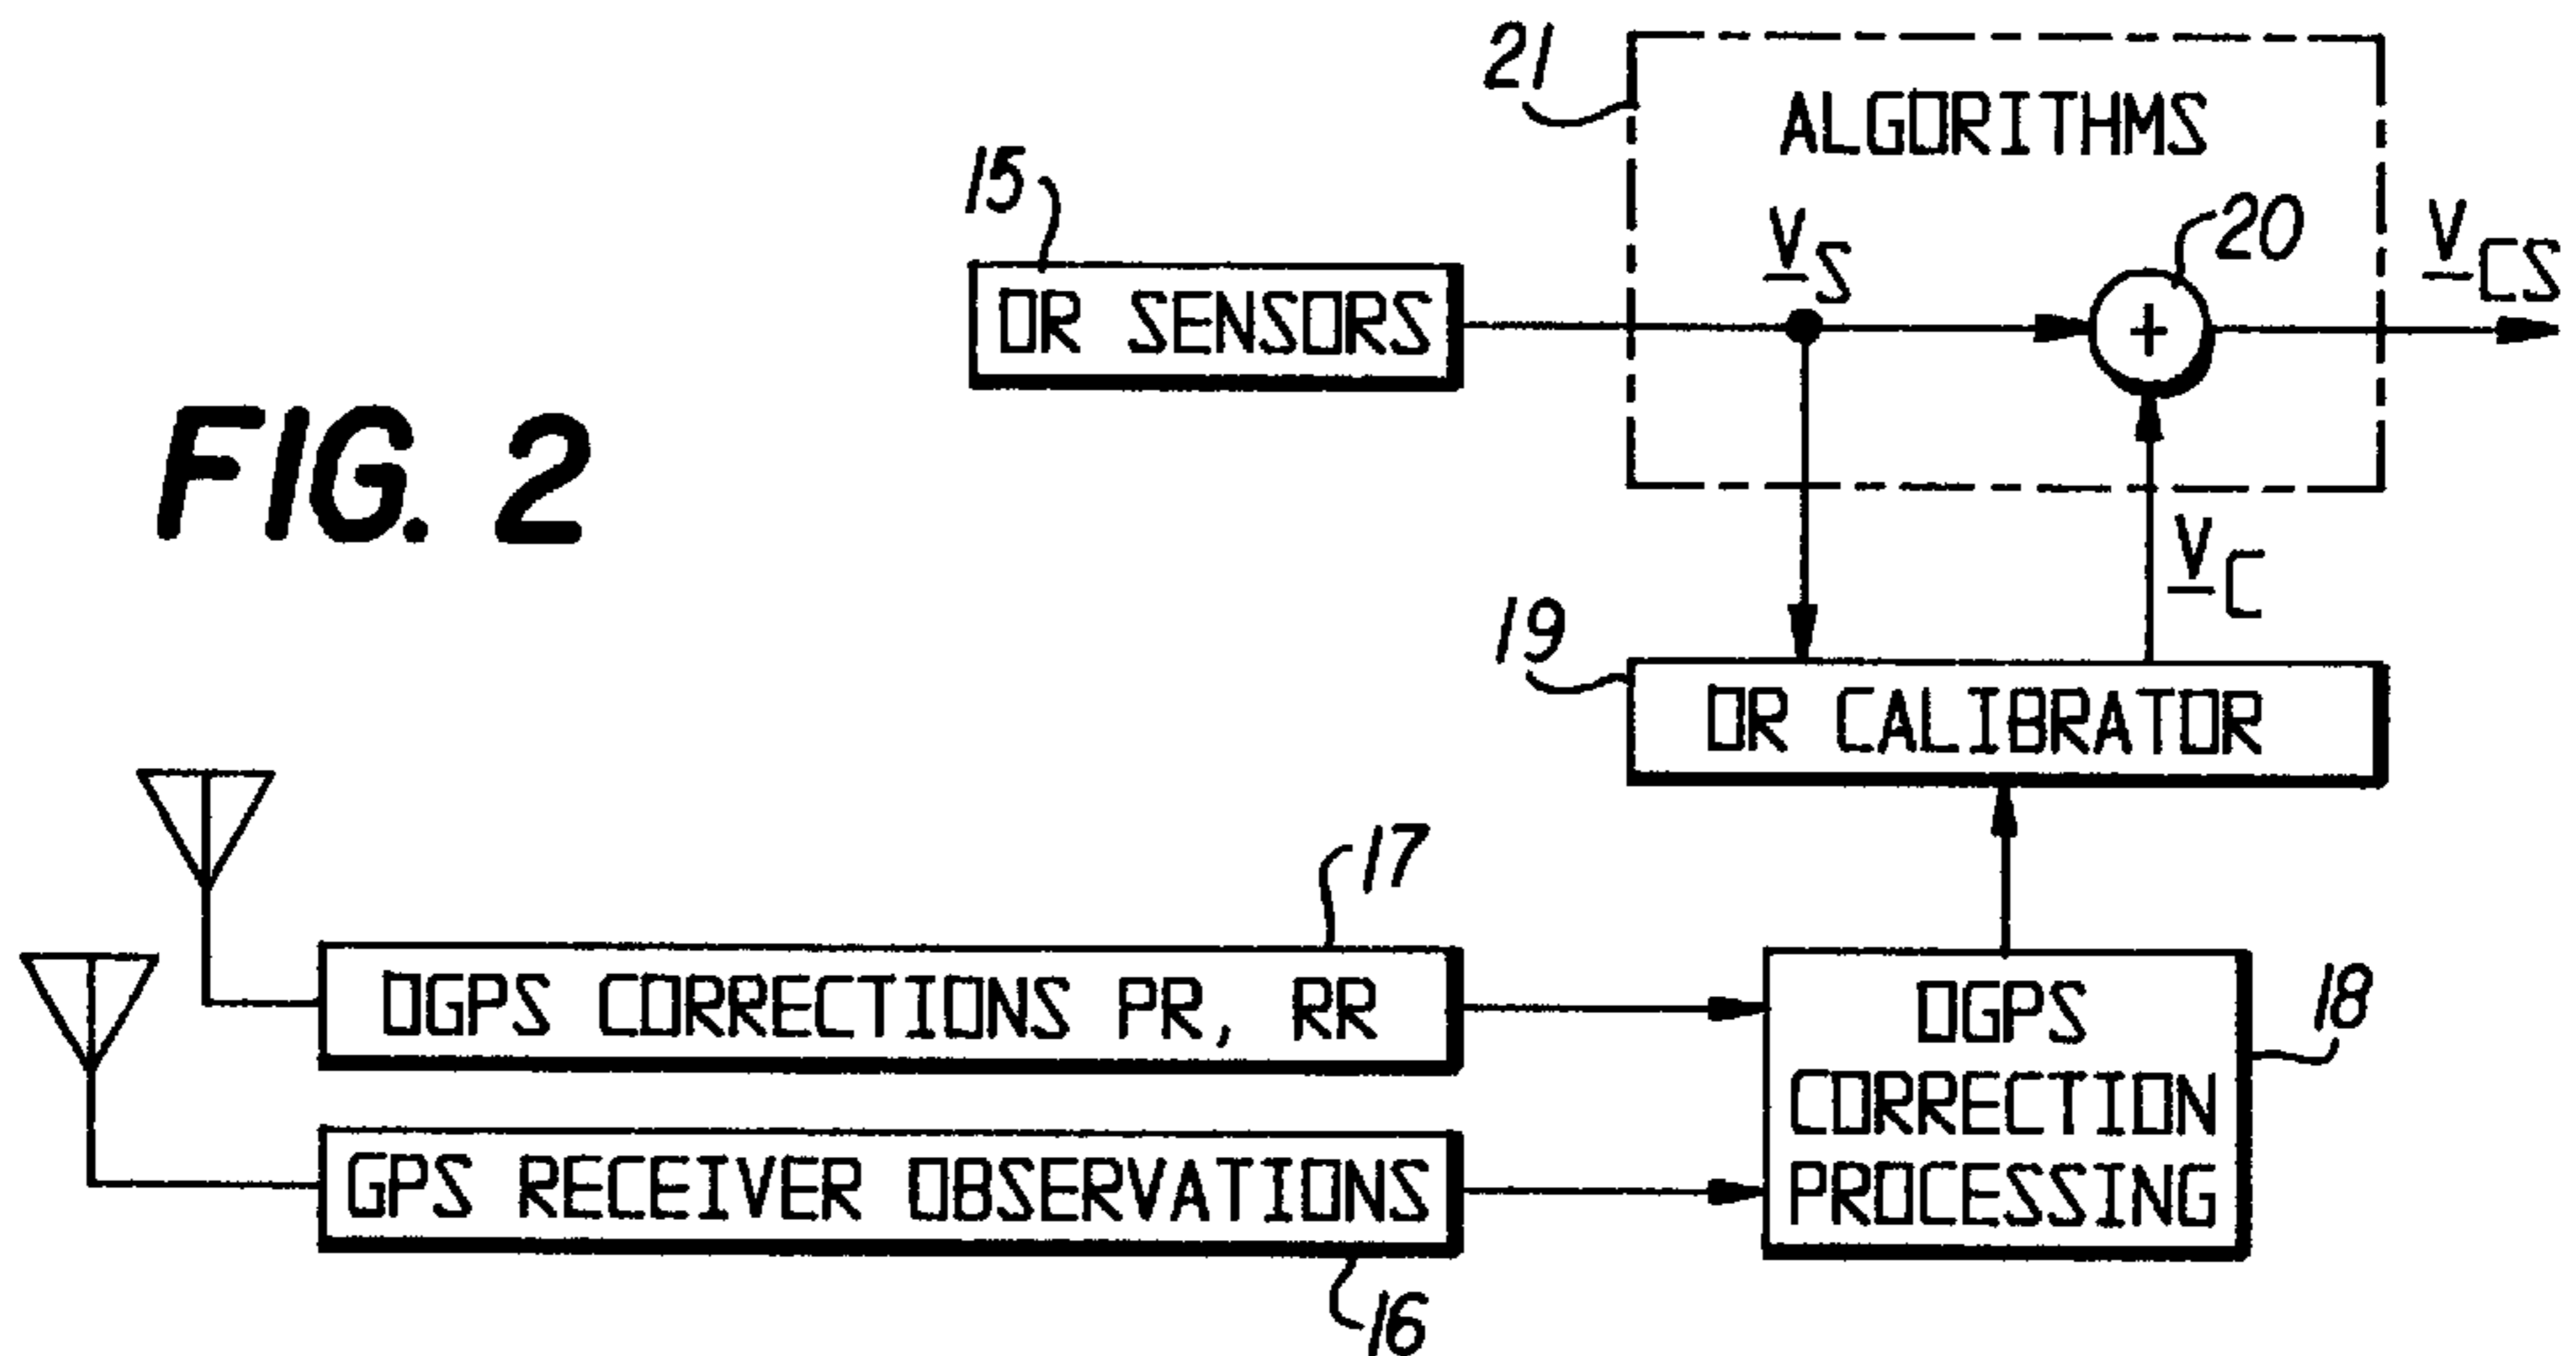 21
ALGORITHMS
15
20
V_S
V_CS
DR SENSORS
+
FIG. 2
V_C
19
DR CALIBRATOR
17
DGPS CORRECTIONS PR, RR
18
DGPS
CORRECTION
PROCESSING
GPS RECEIVER OBSERVATIONS
16